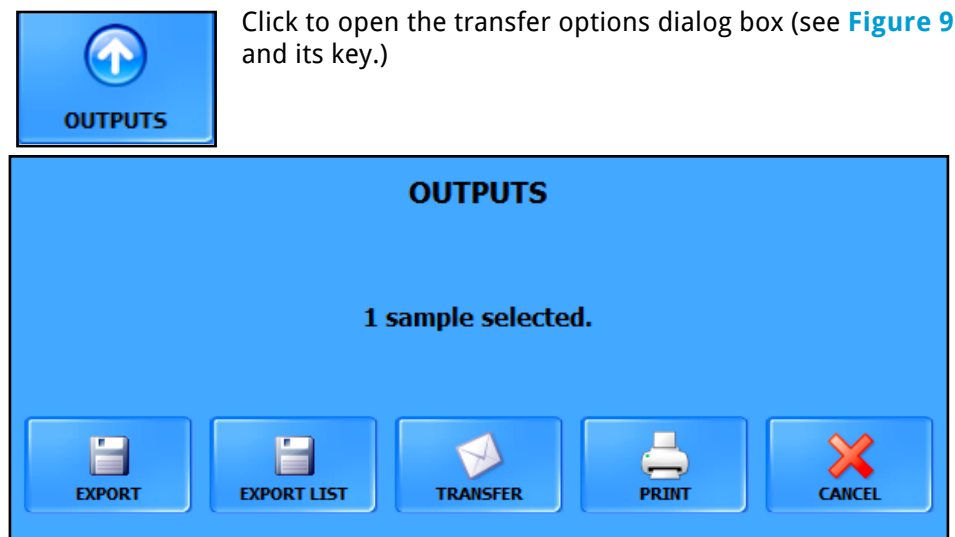 Click to open the transfer options dialog box (see Figure 9
and its key.)
OUTPUTS
OUTPUTS
1 sample selected.
EXPORT
EXPORT LIST
TRANSFER
PRINT
CANCEL